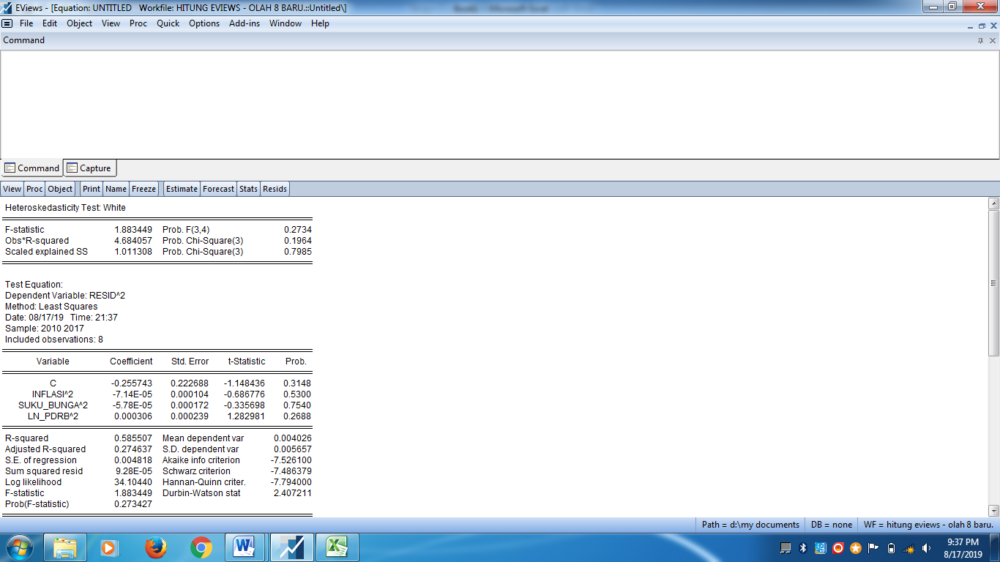 EViews - [Equation: UNTITLED Workfile: HITUNG EVIEWS - OLAH 8 BARU.::Untitled\]
File Edit Object View Proc Quick Options Add-ins Window Help
Command
Command Capture
View Proc Object Print Name Freeze Estimate Forecast Stats Resids
Heteroskedasticity Test: White
F-statistic 1.883449 Prob. F(3,4) 0.2734
Obs*R-squared 4.684057 Prob. Chi-Square(3) 0.1964
Scaled explained SS 1.011308 Prob. Chi-Square(3) 0.7985
Test Equation:
Dependent Variable: RESID^2
Method: Least Squares
Date: 08/17/19 Time: 21:37
Sample: 2010 2017
Included observations: 8
Variable Coefficient Std. Error t-Statistic Prob.
C -0.255743 0.222688 -1.148436 0.3148
INFLASI^2 -7.14E-05 0.000104 -0.686776 0.5300
SUKU_BUNGA^2 -5.78E-05 0.000172 -0.335698 0.7540
LN_PDRB^2 0.000306 0.000239 1.282981 0.2688
R-squared 0.585507 Mean dependent var 0.004026
Adjusted R-squared 0.274637 S.D. dependent var 0.005657
S.E. of regression 0.004818 Akaike info criterion -7.526100
Sum squared resid 9.28E-05 Schwarz criterion -7.486379
Log likelihood 34.10440 Hannan-Quinn criter. -7.794000
F-statistic 1.883449 Durbin-Watson stat 2.407211
Prob(F-statistic) 0.273427
Path = d:\my documents DB = none WF = hitung eviews - olah 8 baru.
9:37 PM
8/17/2019